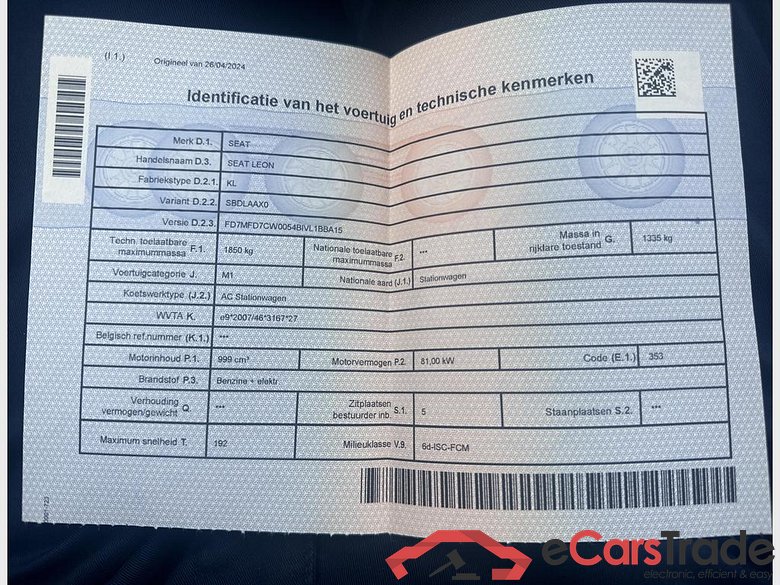 (I.1.) Origineel van 26/04/2024
Identificatie van het voertuig en technische kenmerken
Merk D.1. SEAT
Handelsnaam D.3. SEAT LEON
Fabriekstype D.2.1. KL
Variant D.2.2. SBDLAAX0
Versie D.2.3. FD7MFD7CW0054BIVL1BBA15
Techn. toelaatbare maximummassa F.1. 1850 kg Nationale toelaatbare maximummassa F.2. --- Massa in rijklare toestand G. 1335 kg
Voertuigcategorie J. M1 Nationale aard (J.1.) Stationwagen
Koetswerktype (J.2.) AC Stationwagen
WVTA K. e9*2007/46*3167*27
Belgisch ref.nummer (K.1.) ---
Motorinhoud P.1. 999 cm³ Motorvermogen P.2. 81,00 kW Code (E.1.) 353
Brandstof P.3. Benzine + elektr.
Verhouding vermogen/gewicht Q. --- Zitplaatsen bestuurder inb. S.1. 5 Staanplaatsen S.2. ---
Maximum snelheid T. 192 Milieuklasse V.9. 6d-ISC-FCM
eCarsTrade
electronic, efficient & easy